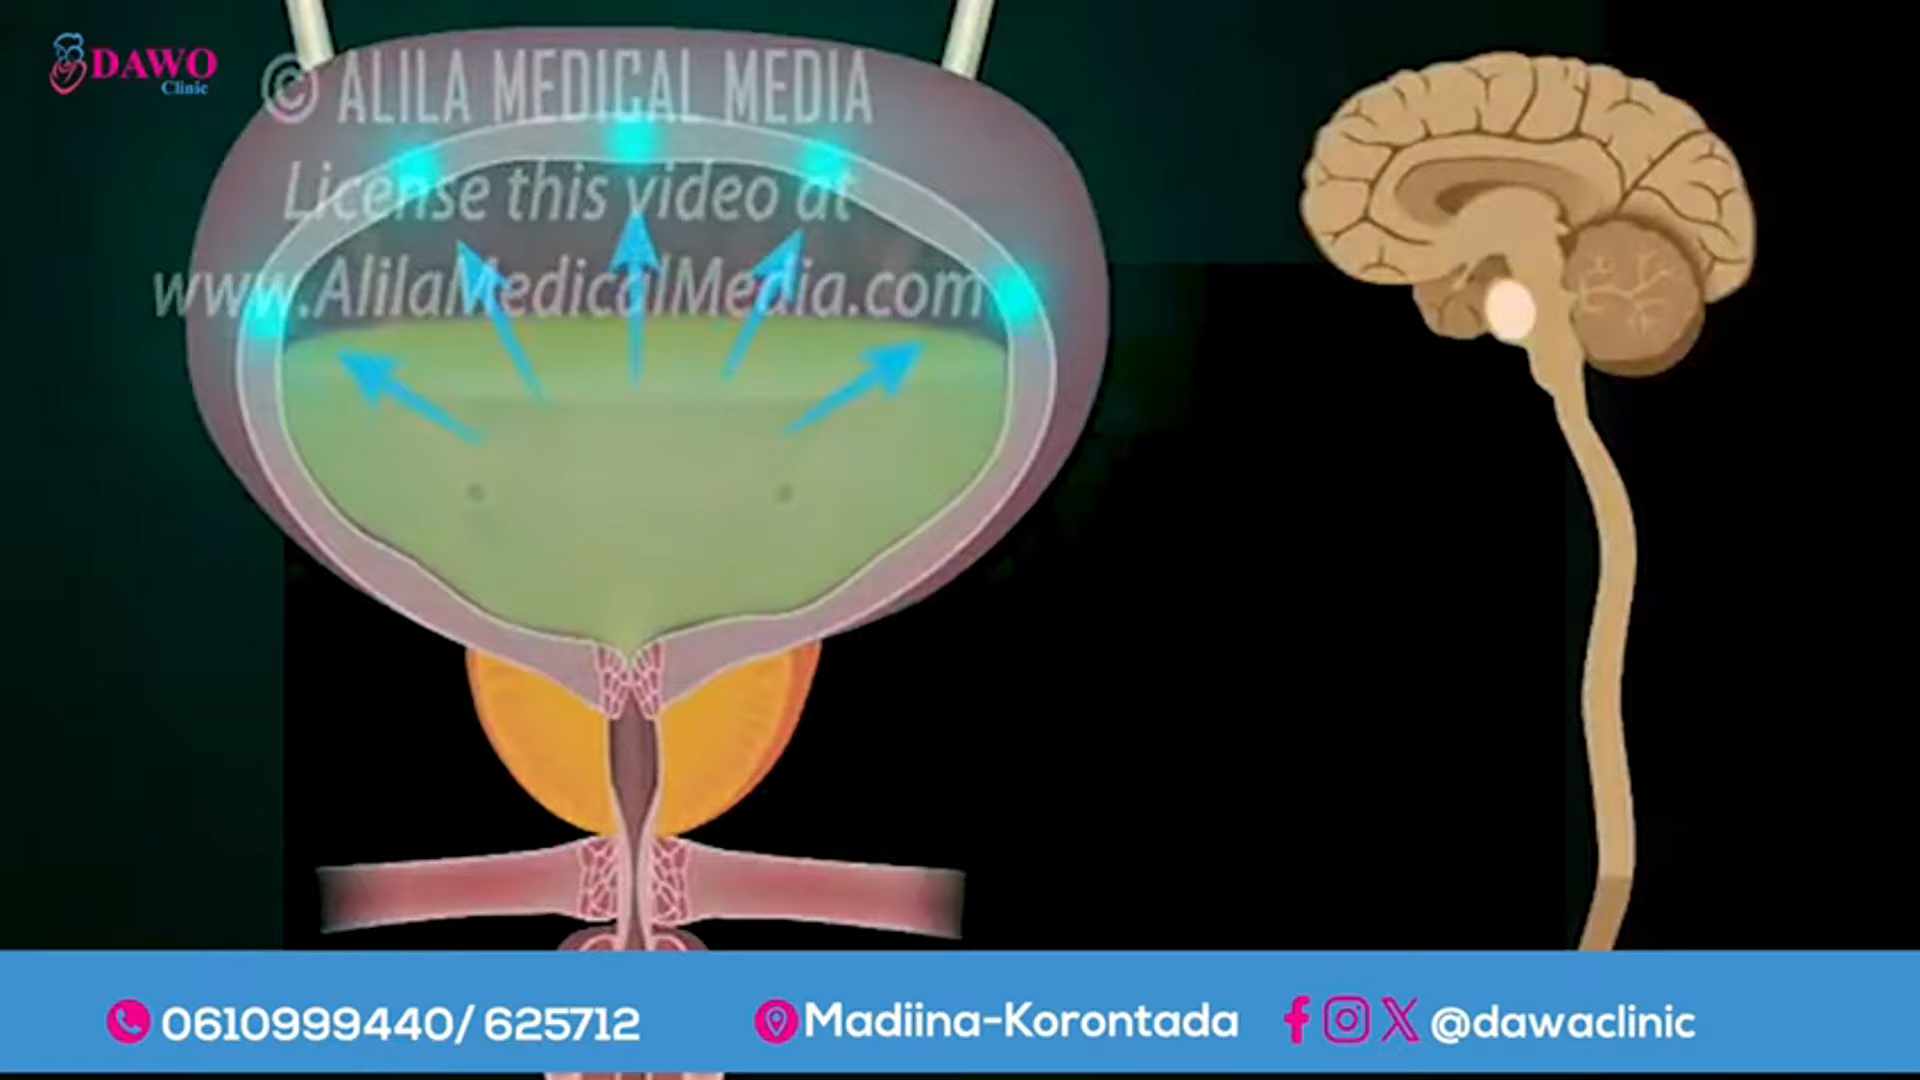 DAWO
Clinic
© ALILA MEDICAL MEDIA
License this video at
www.AlilaMedicalMedia.com
0610999440/ 625712
Madiina-Korontada
@dawaclinic